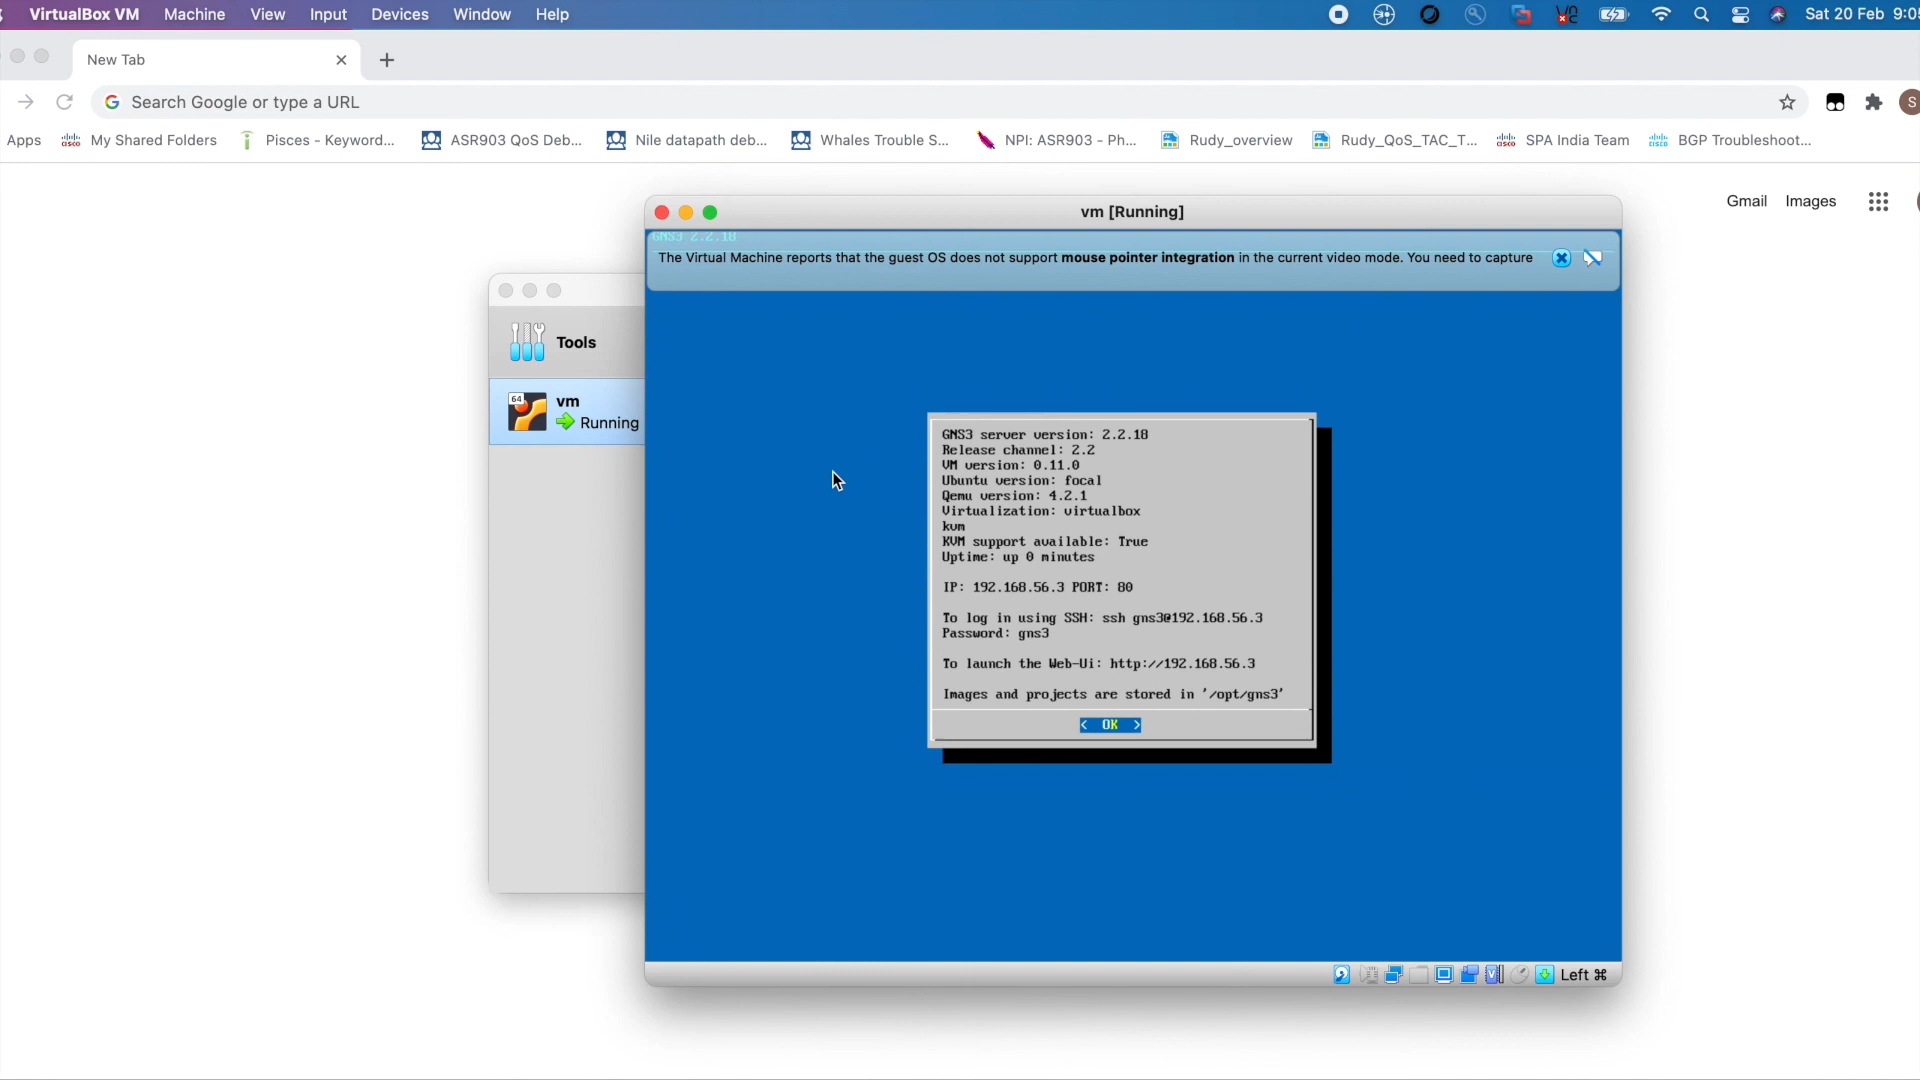 VirtualBox VM Machine View Input Devices Window Help Sat 20 Feb 9:05
New Tab
Search Google or type a URL
S
Apps My Shared Folders Pisces - Keyword... ASR903 QoS Deb... Nile datapath deb... Whales Trouble S... NPI: ASR903 - Ph... Rudy_overview Rudy_QoS_TAC_T... SPA India Team BGP Troubleshoot...
Gmail Images
vm [Running]
GNS3 2.2.18
The Virtual Machine reports that the guest OS does not support mouse pointer integration in the current video mode. You need to capture
Tools
64
vm
Running
GNS3 server version: 2.2.18
Release channel: 2.2
VM version: 0.11.0
Ubuntu version: focal
Qemu version: 4.2.1
Virtualization: virtualbox
kvm
KVM support available: True
Uptime: up 0 minutes
IP: 192.168.56.3 PORT: 80
To log in using SSH: ssh gns3@192.168.56.3
Password: gns3
To launch the Web-Ui: http://192.168.56.3
Images and projects are stored in '/opt/gns3'
< OK >
Left ⌘